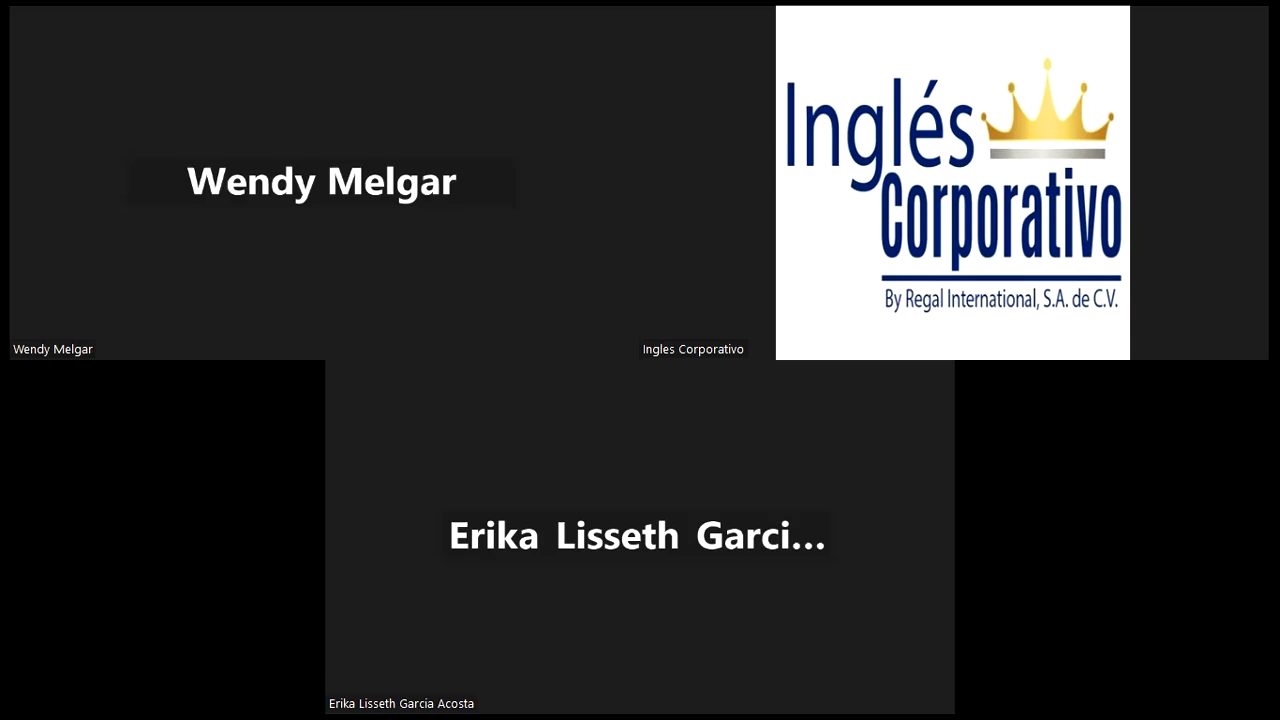 Wendy Melgar
Wendy Melgar
Inglés
Corporativo
By Regal International, S.A. de C.V.
Ingles Corporativo
Erika Lisseth Garci...
Erika Lisseth Garcia Acosta